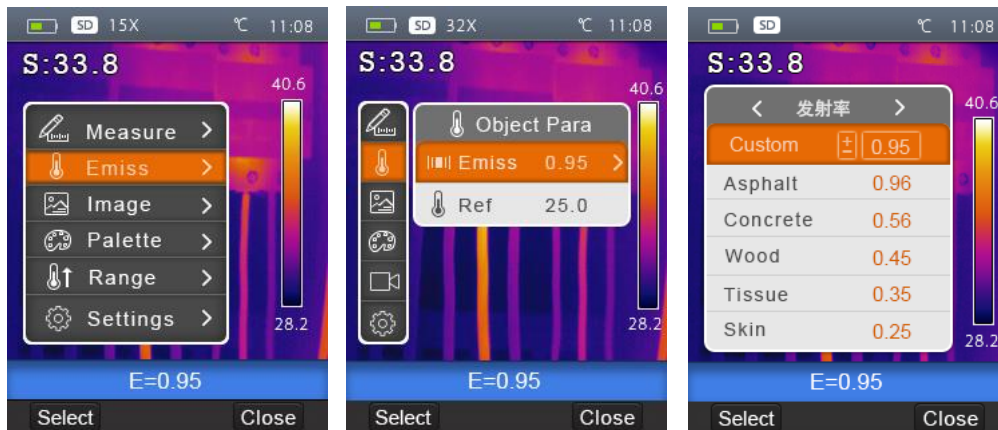 SD 15X ℃ 11:08
S:33.8
40.6
Measure >
Emiss >
Image >
Palette >
Range >
Settings >
28.2
E=0.95
Select Close
SD 32X ℃ 11:08
S:33.8
40.6
Object Para
Emiss 0.95 >
Ref 25.0
28.2
E=0.95
Select Close
SD ℃ 11:08
S:33.8
40.6
< 发射率 >
Custom ± 0.95
Asphalt 0.96
Concrete 0.56
Wood 0.45
Tissue 0.35
Skin 0.25
28.2
E=0.95
Select Close